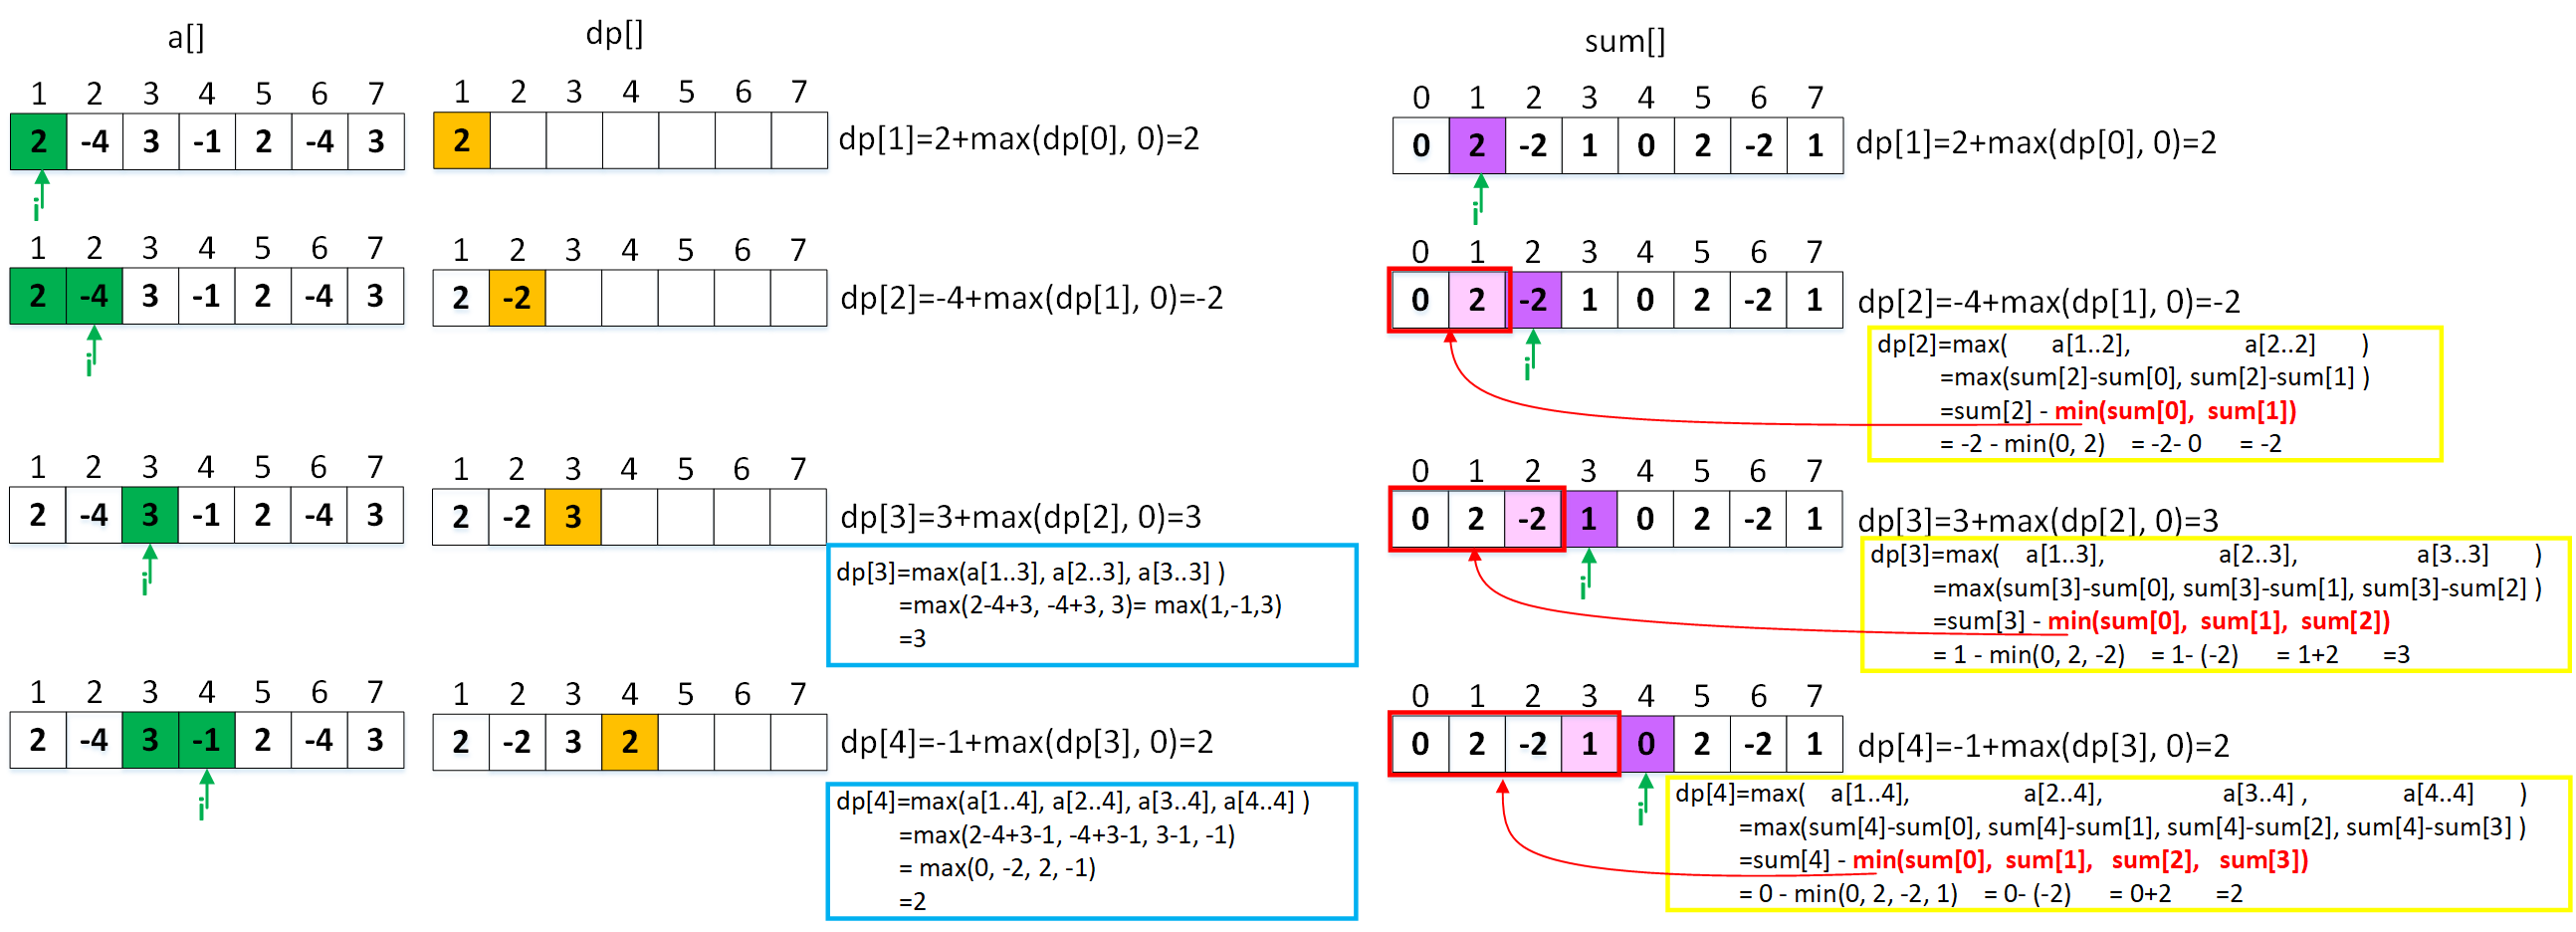 a[] dp[] sum[]
1 2 3 4 5 6 7 1 2 3 4 5 6 7 0 1 2 3 4 5 6 7
2 -4 3 -1 2 -4 3 2 dp[1]=2+max(dp[0], 0)=2 0 2 -2 1 0 2 -2 1 dp[1]=2+max(dp[0], 0)=2
i i
1 2 3 4 5 6 7 1 2 3 4 5 6 7 0 1 2 3 4 5 6 7
2 -4 3 -1 2 -4 3 2 -2 dp[2]=-4+max(dp[1], 0)=-2 0 2 -2 1 0 2 -2 1 dp[2]=-4+max(dp[1], 0)=-2
i i
dp[2]=max( a[1..2], a[2..2] )
=max(sum[2]-sum[0], sum[2]-sum[1] )
=sum[2] - min(sum[0], sum[1])
= -2 - min(0, 2) = -2- 0 = -2
1 2 3 4 5 6 7 1 2 3 4 5 6 7 0 1 2 3 4 5 6 7
2 -4 3 -1 2 -4 3 2 -2 3 dp[3]=3+max(dp[2], 0)=3 0 2 -2 1 0 2 -2 1 dp[3]=3+max(dp[2], 0)=3
i i
dp[3]=max(a[1..3], a[2..3], a[3..3] )
=max(2-4+3, -4+3, 3)= max(1,-1,3)
=3
dp[3]=max( a[1..3], a[2..3], a[3..3] )
=max(sum[3]-sum[0], sum[3]-sum[1], sum[3]-sum[2] )
=sum[3] - min(sum[0], sum[1], sum[2])
= 1 - min(0, 2, -2) = 1- (-2) = 1+2 =3
1 2 3 4 5 6 7 1 2 3 4 5 6 7 0 1 2 3 4 5 6 7
2 -4 3 -1 2 -4 3 2 -2 3 2 dp[4]=-1+max(dp[3], 0)=2 0 2 -2 1 0 2 -2 1 dp[4]=-1+max(dp[3], 0)=2
i i
dp[4]=max(a[1..4], a[2..4], a[3..4], a[4..4] )
=max(2-4+3-1, -4+3-1, 3-1, -1)
= max(0, -2, 2, -1)
=2
dp[4]=max( a[1..4], a[2..4], a[3..4] , a[4..4] )
=max(sum[4]-sum[0], sum[4]-sum[1], sum[4]-sum[2], sum[4]-sum[3] )
=sum[4] - min(sum[0], sum[1], sum[2], sum[3])
= 0 - min(0, 2, -2, 1) = 0- (-2) = 0+2 =2